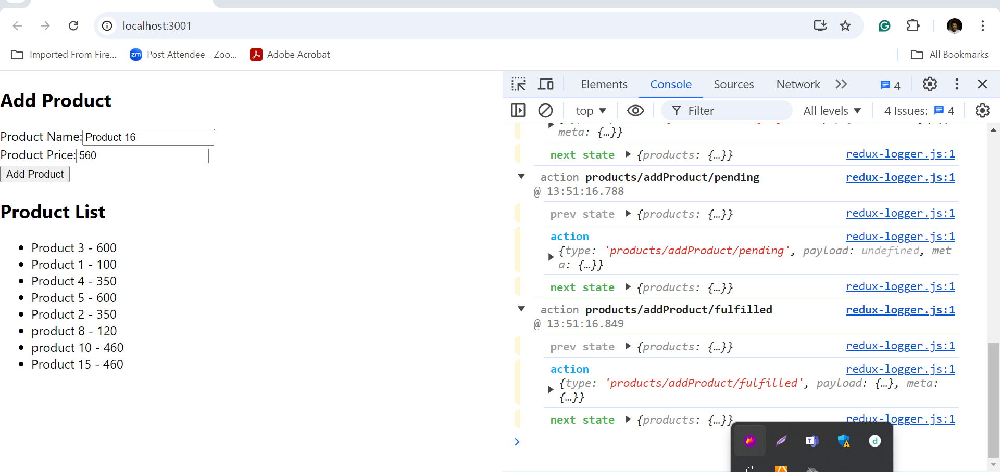 localhost:3001
Imported From Fire...
zm Post Attendee - Zoo...
Adobe Acrobat
All Bookmarks
Add Product
Product Name: Product 16
Product Price: 560
Add Product
Product List
Product 3 - 600
Product 1 - 100
Product 4 - 350
Product 5 - 600
Product 2 - 350
product 8 - 120
product 10 - 460
Product 15 - 460
Elements Console Sources Network 4
top Filter All levels 4 Issues: 4
meta: {…}}
next state {products: {…}} redux-logger.js:1
action products/addProduct/pending redux-logger.js:1
@ 13:51:16.788
prev state {products: {…}} redux-logger.js:1
action redux-logger.js:1
{type: 'products/addProduct/pending', payload: undefined, met
a: {…}}
next state {products: {…}} redux-logger.js:1
action products/addProduct/fulfilled redux-logger.js:1
@ 13:51:16.849
prev state {products: {…}} redux-logger.js:1
action redux-logger.js:1
{type: 'products/addProduct/fulfilled', payload: {…}, meta:
{…}}
next state {products: {…}} redux-logger.js:1
T d